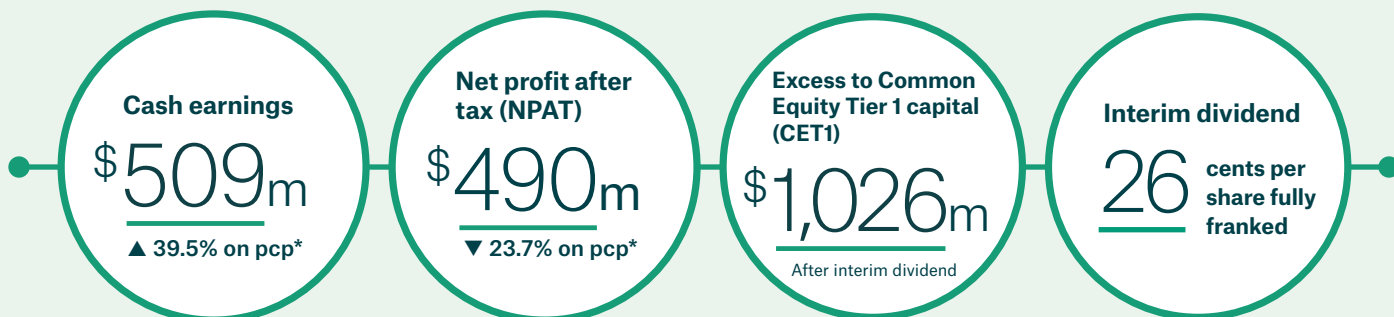 Cash earnings
$509m
▲ 39.5% on pcp*
Net profit after
tax (NPAT)
$490m
▼ 23.7% on pcp*
Excess to Common
Equity Tier 1 capital
(CET1)
$1,026m
After interim dividend
Interim dividend
26 cents per
share fully
franked